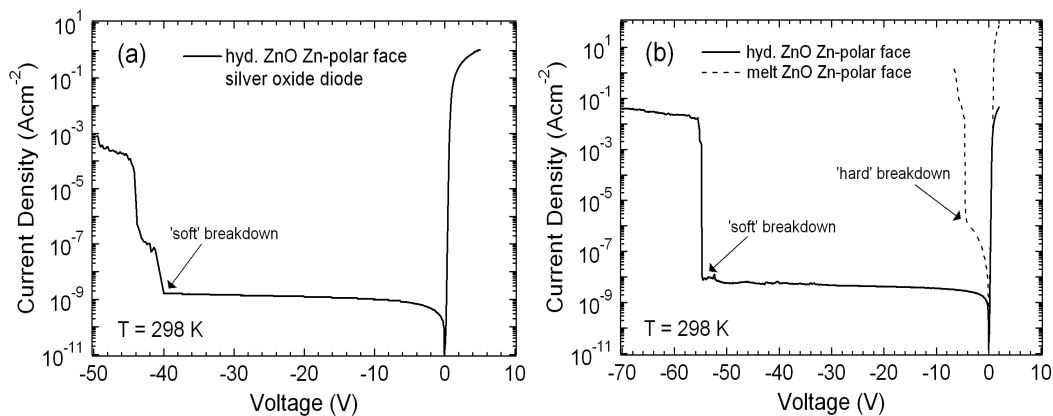 (a)
hyd. ZnO Zn-polar face
silver oxide diode
'soft' breakdown
T = 298 K
Current Density (Acm⁻²)
10¹
10⁻¹
10⁻³
10⁻⁵
10⁻⁷
10⁻⁹
10⁻¹¹
-50 -40 -30 -20 -10 0 10
Voltage (V)
(b)
hyd. ZnO Zn-polar face
melt ZnO Zn-polar face
'hard' breakdown
'soft' breakdown
T = 298 K
Current Density (Acm⁻²)
10¹
10⁻¹
10⁻³
10⁻⁵
10⁻⁷
10⁻⁹
10⁻¹¹
-70 -60 -50 -40 -30 -20 -10 0 10
Voltage (V)